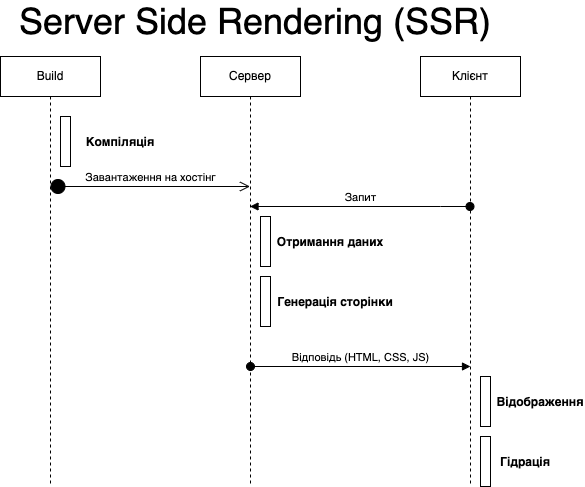 Server Side Rendering (SSR)
Build
Сервер
Клієнт
Компіляція
Завантаження на хостінг
Запит
Отримання даних
Генерація сторінки
Відповідь (HTML, CSS, JS)
Відображення
Гідрація